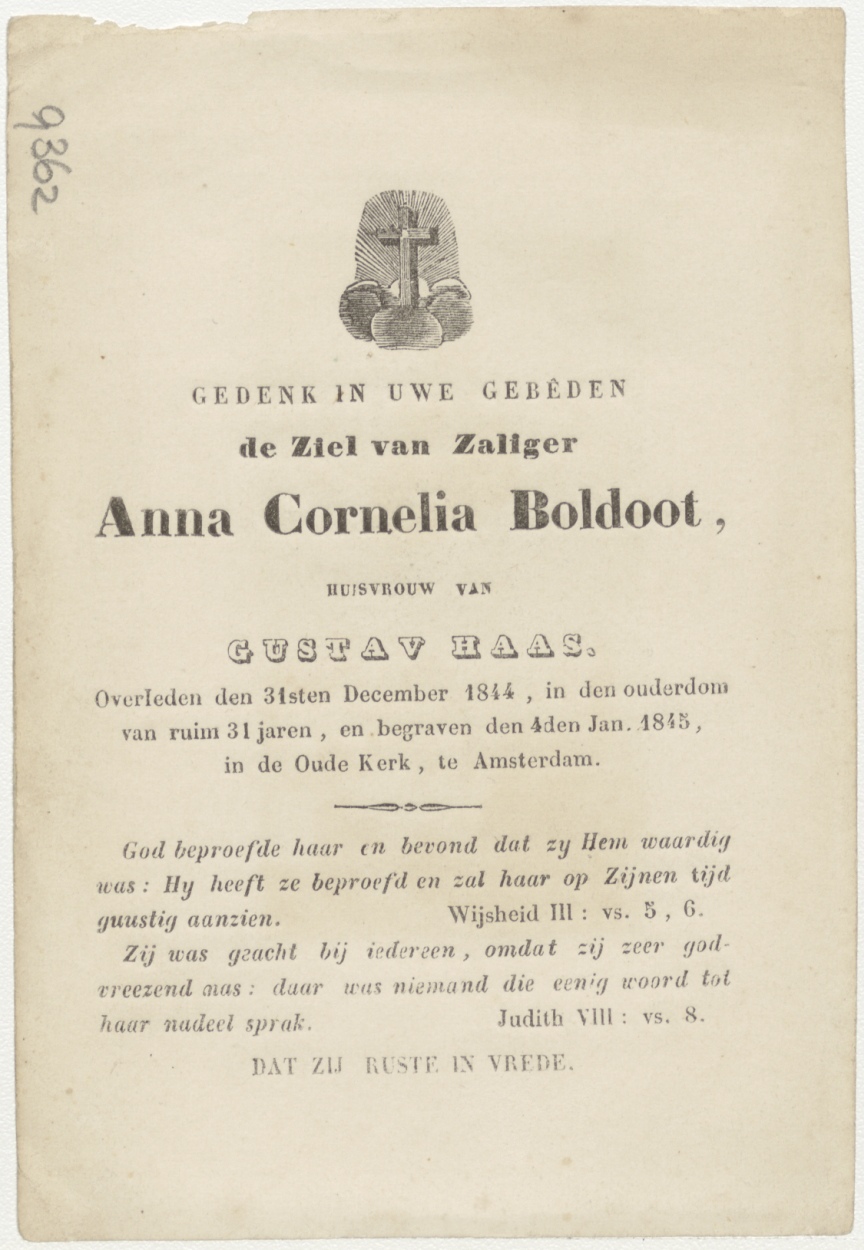 9362
GEDENK IN UWE GEBÊDEN
de Ziel van Zaliger
Anna Cornelia Boldoot,
HUISVROUW VAN
GUSTAV HAAS.
Overleden den 31sten December 1844, in den ouderdom
van ruim 31 jaren, en begraven den 4den Jan. 1845,
in de Oude Kerk, te Amsterdam.
God beproefde haar en bevond dat zy Hem waardig
was: Hy heeft ze beproefd en zal haar op Zijnen tijd
guustig aanzien. Wijsheid III: vs. 5, 6.
Zij was geacht bij iedereen, omdat zij zeer god-
vreezend mas: daar was niemand die eenig woord tot
haar nadeel sprak. Judith VIII: vs. 8.
DAT ZIJ RUSTE IN VREDE.